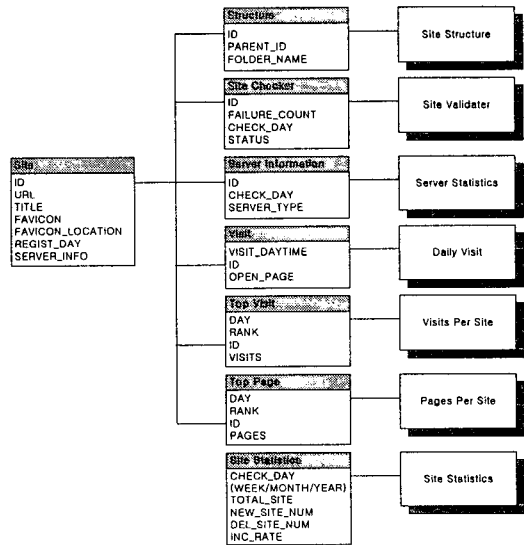 Structure
ID
PARENT_ID
FOLDER_NAME
Site Structure
Site Checker
ID
FAILURE_COUNT
CHECK_DAY
STATUS
Site Validater
Site
ID
URL
TITLE
FAVICON
FAVICON_LOCATION
REGIST_DAY
SERVER_INFO
Server Information
ID
CHECK_DAY
SERVER_TYPE
Server Statistics
Visit
VISIT_DAYTIME
ID
OPEN_PAGE
Daily Visit
Top Visit
DAY
RANK
ID
VISITS
Visits Per Site
Top Page
DAY
RANK
ID
PAGES
Pages Per Site
Site Statistion
CHECK_DAY
(WEEK/MONTH/YEAR)
TOTAL_SITE
NEW_SITE_NUM
DEL_SITE_NUM
INC_RATE
Site Statistics